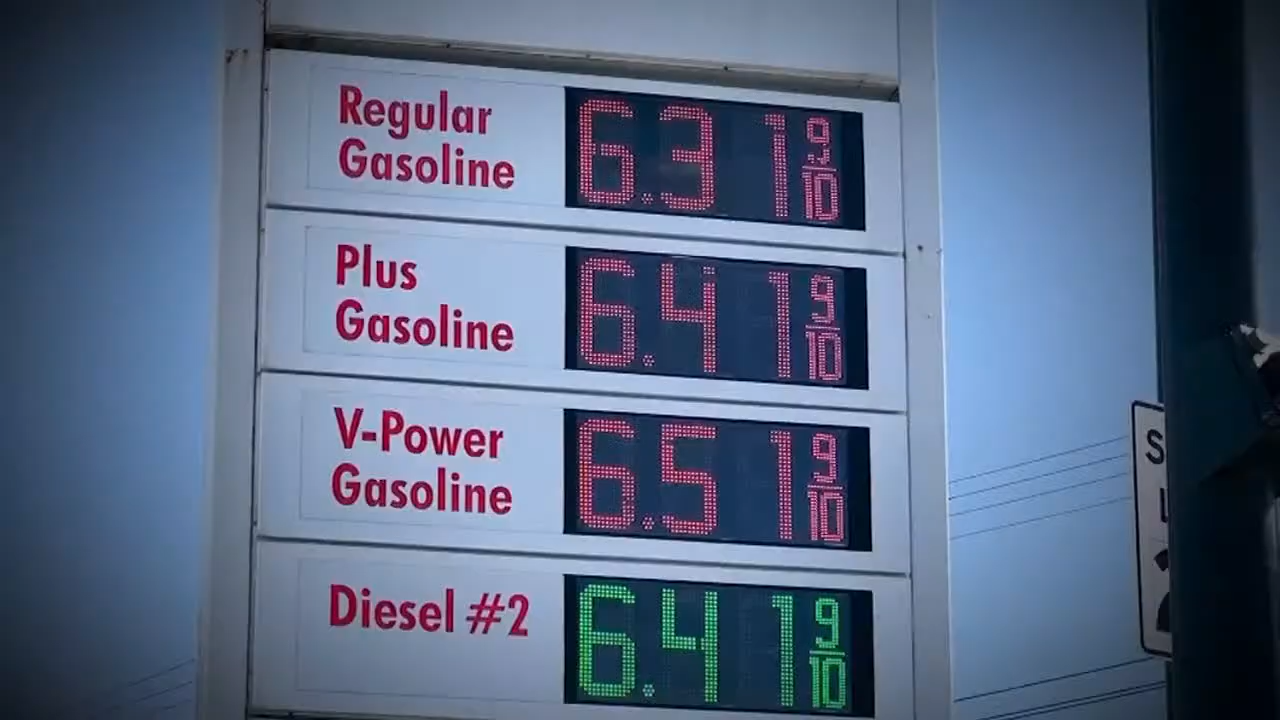 Regular
Gasoline
6.31 9/10
Plus
Gasoline
6.41 9/10
V-Power
Gasoline
6.51 9/10
Diesel #2
6.41 9/10
S